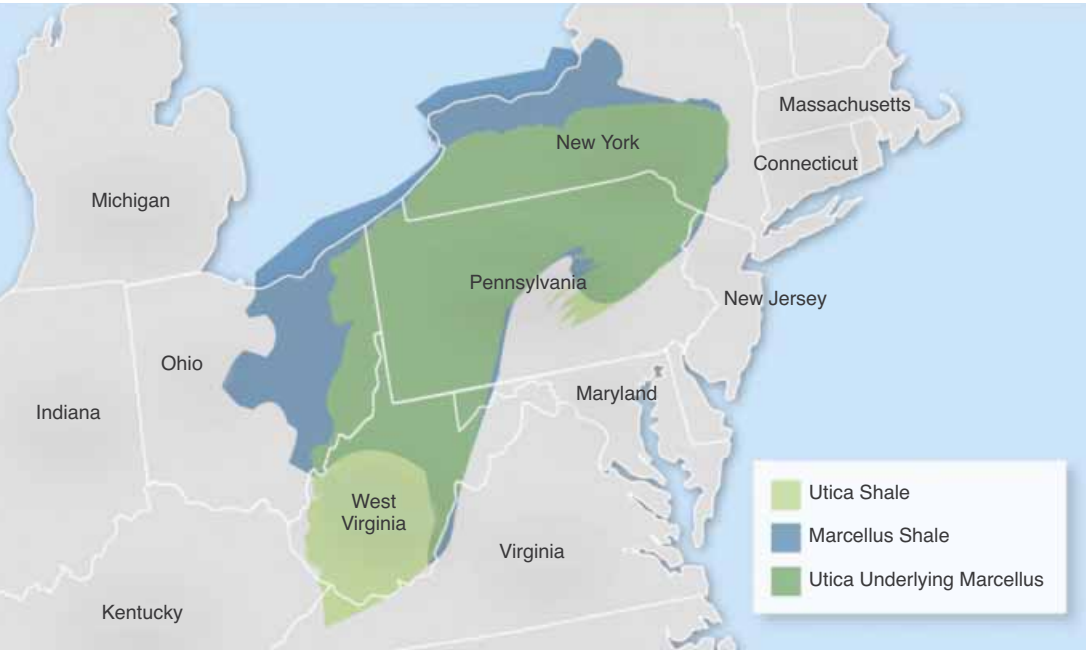 Massachusetts
New York
Connecticut
Michigan
Pennsylvania
New Jersey
Ohio
Maryland
Indiana
West
Virginia
Virginia
Kentucky
Utica Shale
Marcellus Shale
Utica Underlying Marcellus